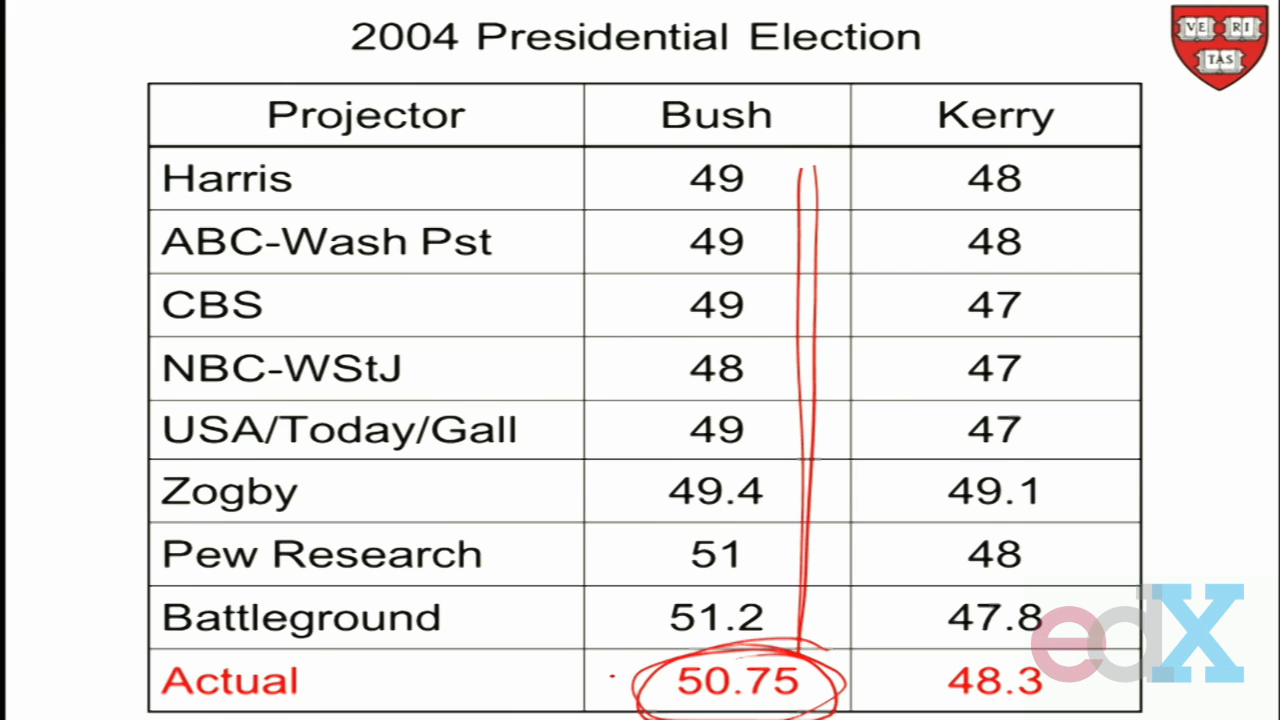 2004 Presidential Election
VE RI
TAS
Projector Bush Kerry
Harris 49 48
ABC-Wash Pst 49 48
CBS 49 47
NBC-WStJ 48 47
USA/Today/Gall 49 47
Zogby 49.4 49.1
Pew Research 51 48
Battleground 51.2 47.8
Actual 50.75 48.3
edX